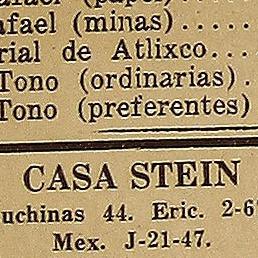 afael (minas) .....
rial de Atlixco...
Tono (ordinarias) .
Tono (preferentes)
CASA STEIN
uchinas 44. Eric. 2-6
Mex. J-21-47.